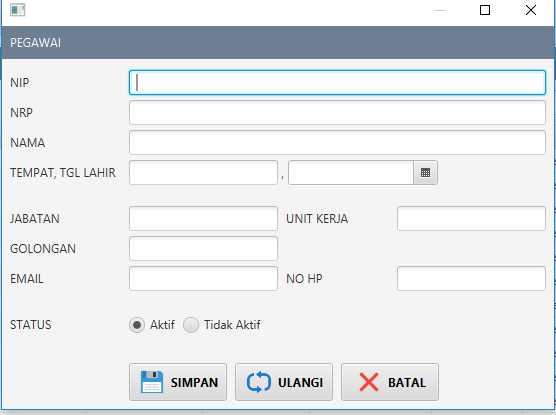 PEGAWAI
NIP
NRP
NAMA
TEMPAT, TGL LAHIR ,
JABATAN UNIT KERJA
GOLONGAN
EMAIL NO HP
STATUS Aktif Tidak Aktif
SIMPAN ULANGI BATAL